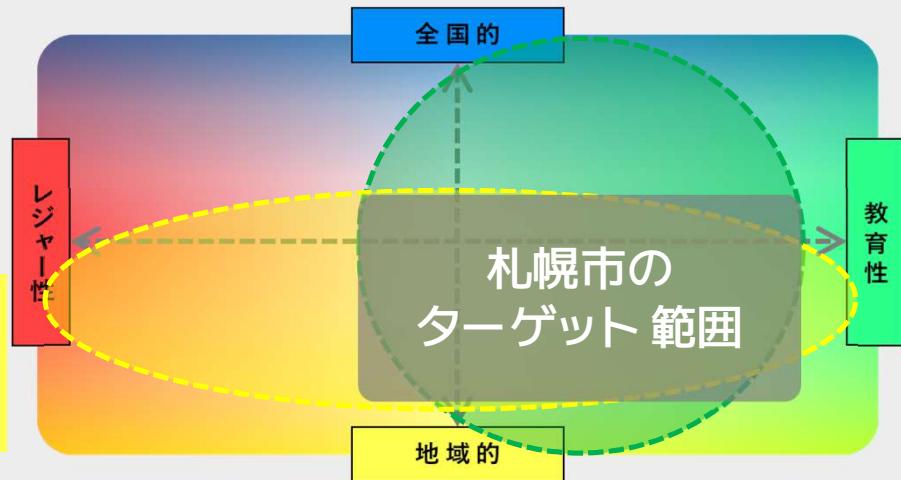 全国的
レジャー性
教育性
札幌市の
ターゲット 範囲
地域的